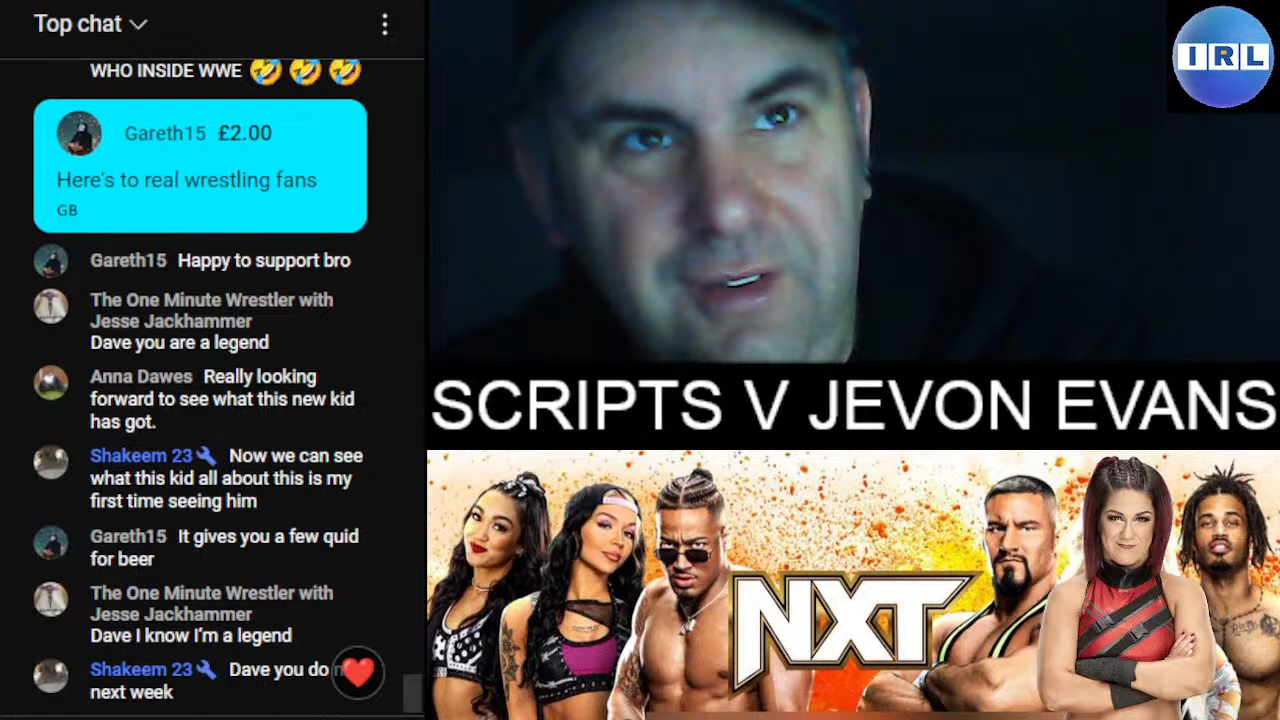 Top chat
WHO INSIDE WWE
Gareth15 £2.00
Here's to real wrestling fans
GB
Gareth15 Happy to support bro
The One Minute Wrestler with
Jesse Jackhammer
Dave you are a legend
Anna Dawes Really looking
forward to see what this new kid
has got.
Shakeem 23 Now we can see
what this kid all about this is my
first time seeing him
Gareth15 It gives you a few quid
for beer
The One Minute Wrestler with
Jesse Jackhammer
Dave I know I'm a legend
Shakeem 23 Dave you do
next week
IRL
SCRIPTS V JEVON EVANS
NXT